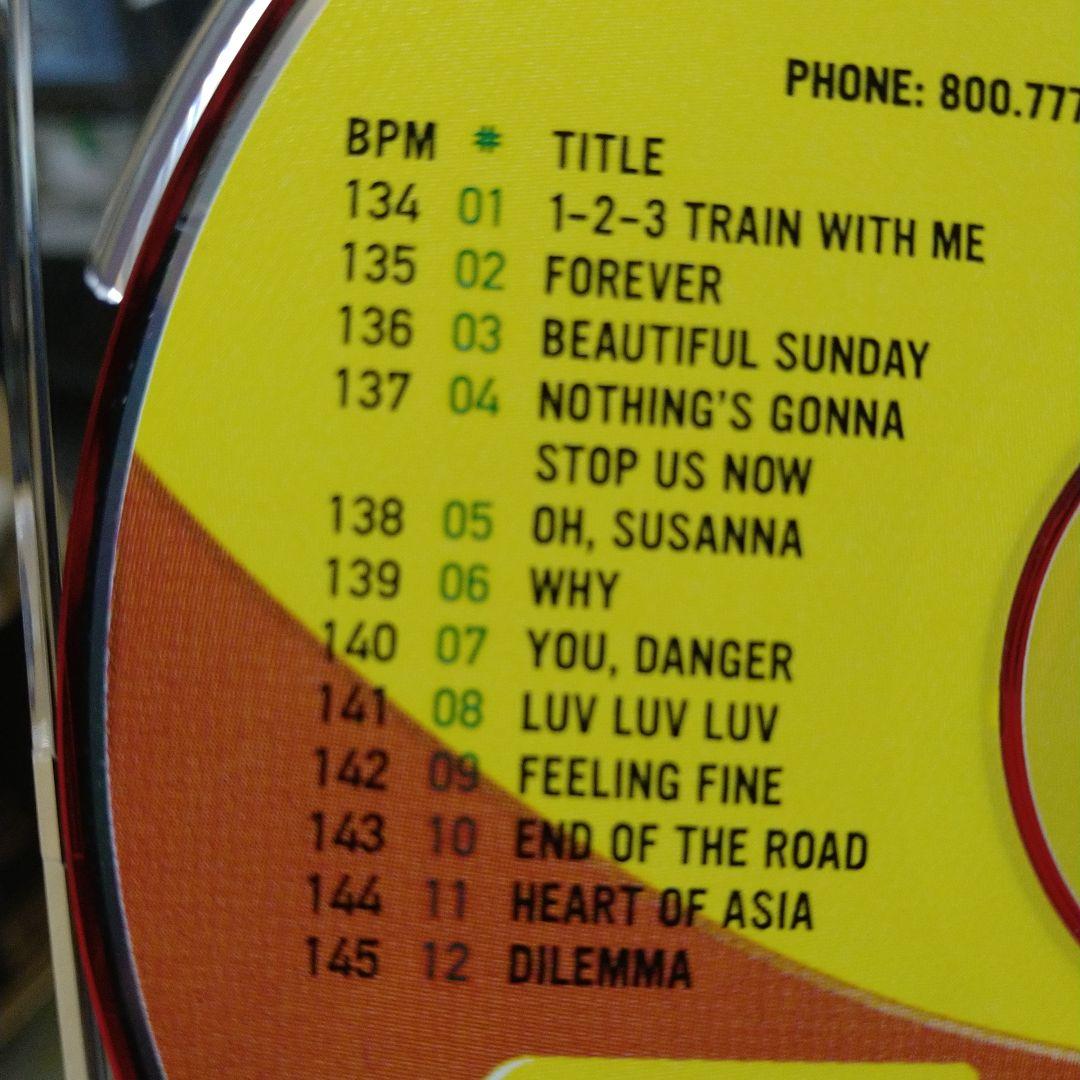 PHONE: 800.777
BPM # TITLE
134 01 1-2-3 TRAIN WITH ME
135 02 FOREVER
136 03 BEAUTIFUL SUNDAY
137 04 NOTHING'S GONNA
STOP US NOW
138 05 OH, SUSANNA
139 06 WHY
140 07 YOU, DANGER
141 08 LUV LUV LUV
142 09 FEELING FINE
143 10 END OF THE ROAD
144 11 HEART OF ASIA
145 12 DILEMMA